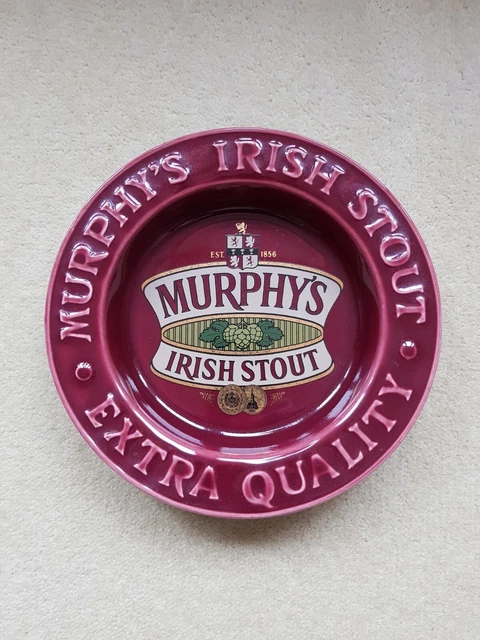 MURPHY'S IRISH STOUT
EST. 1856
MURPHY'S
IRISH STOUT
EXTRA QUALITY